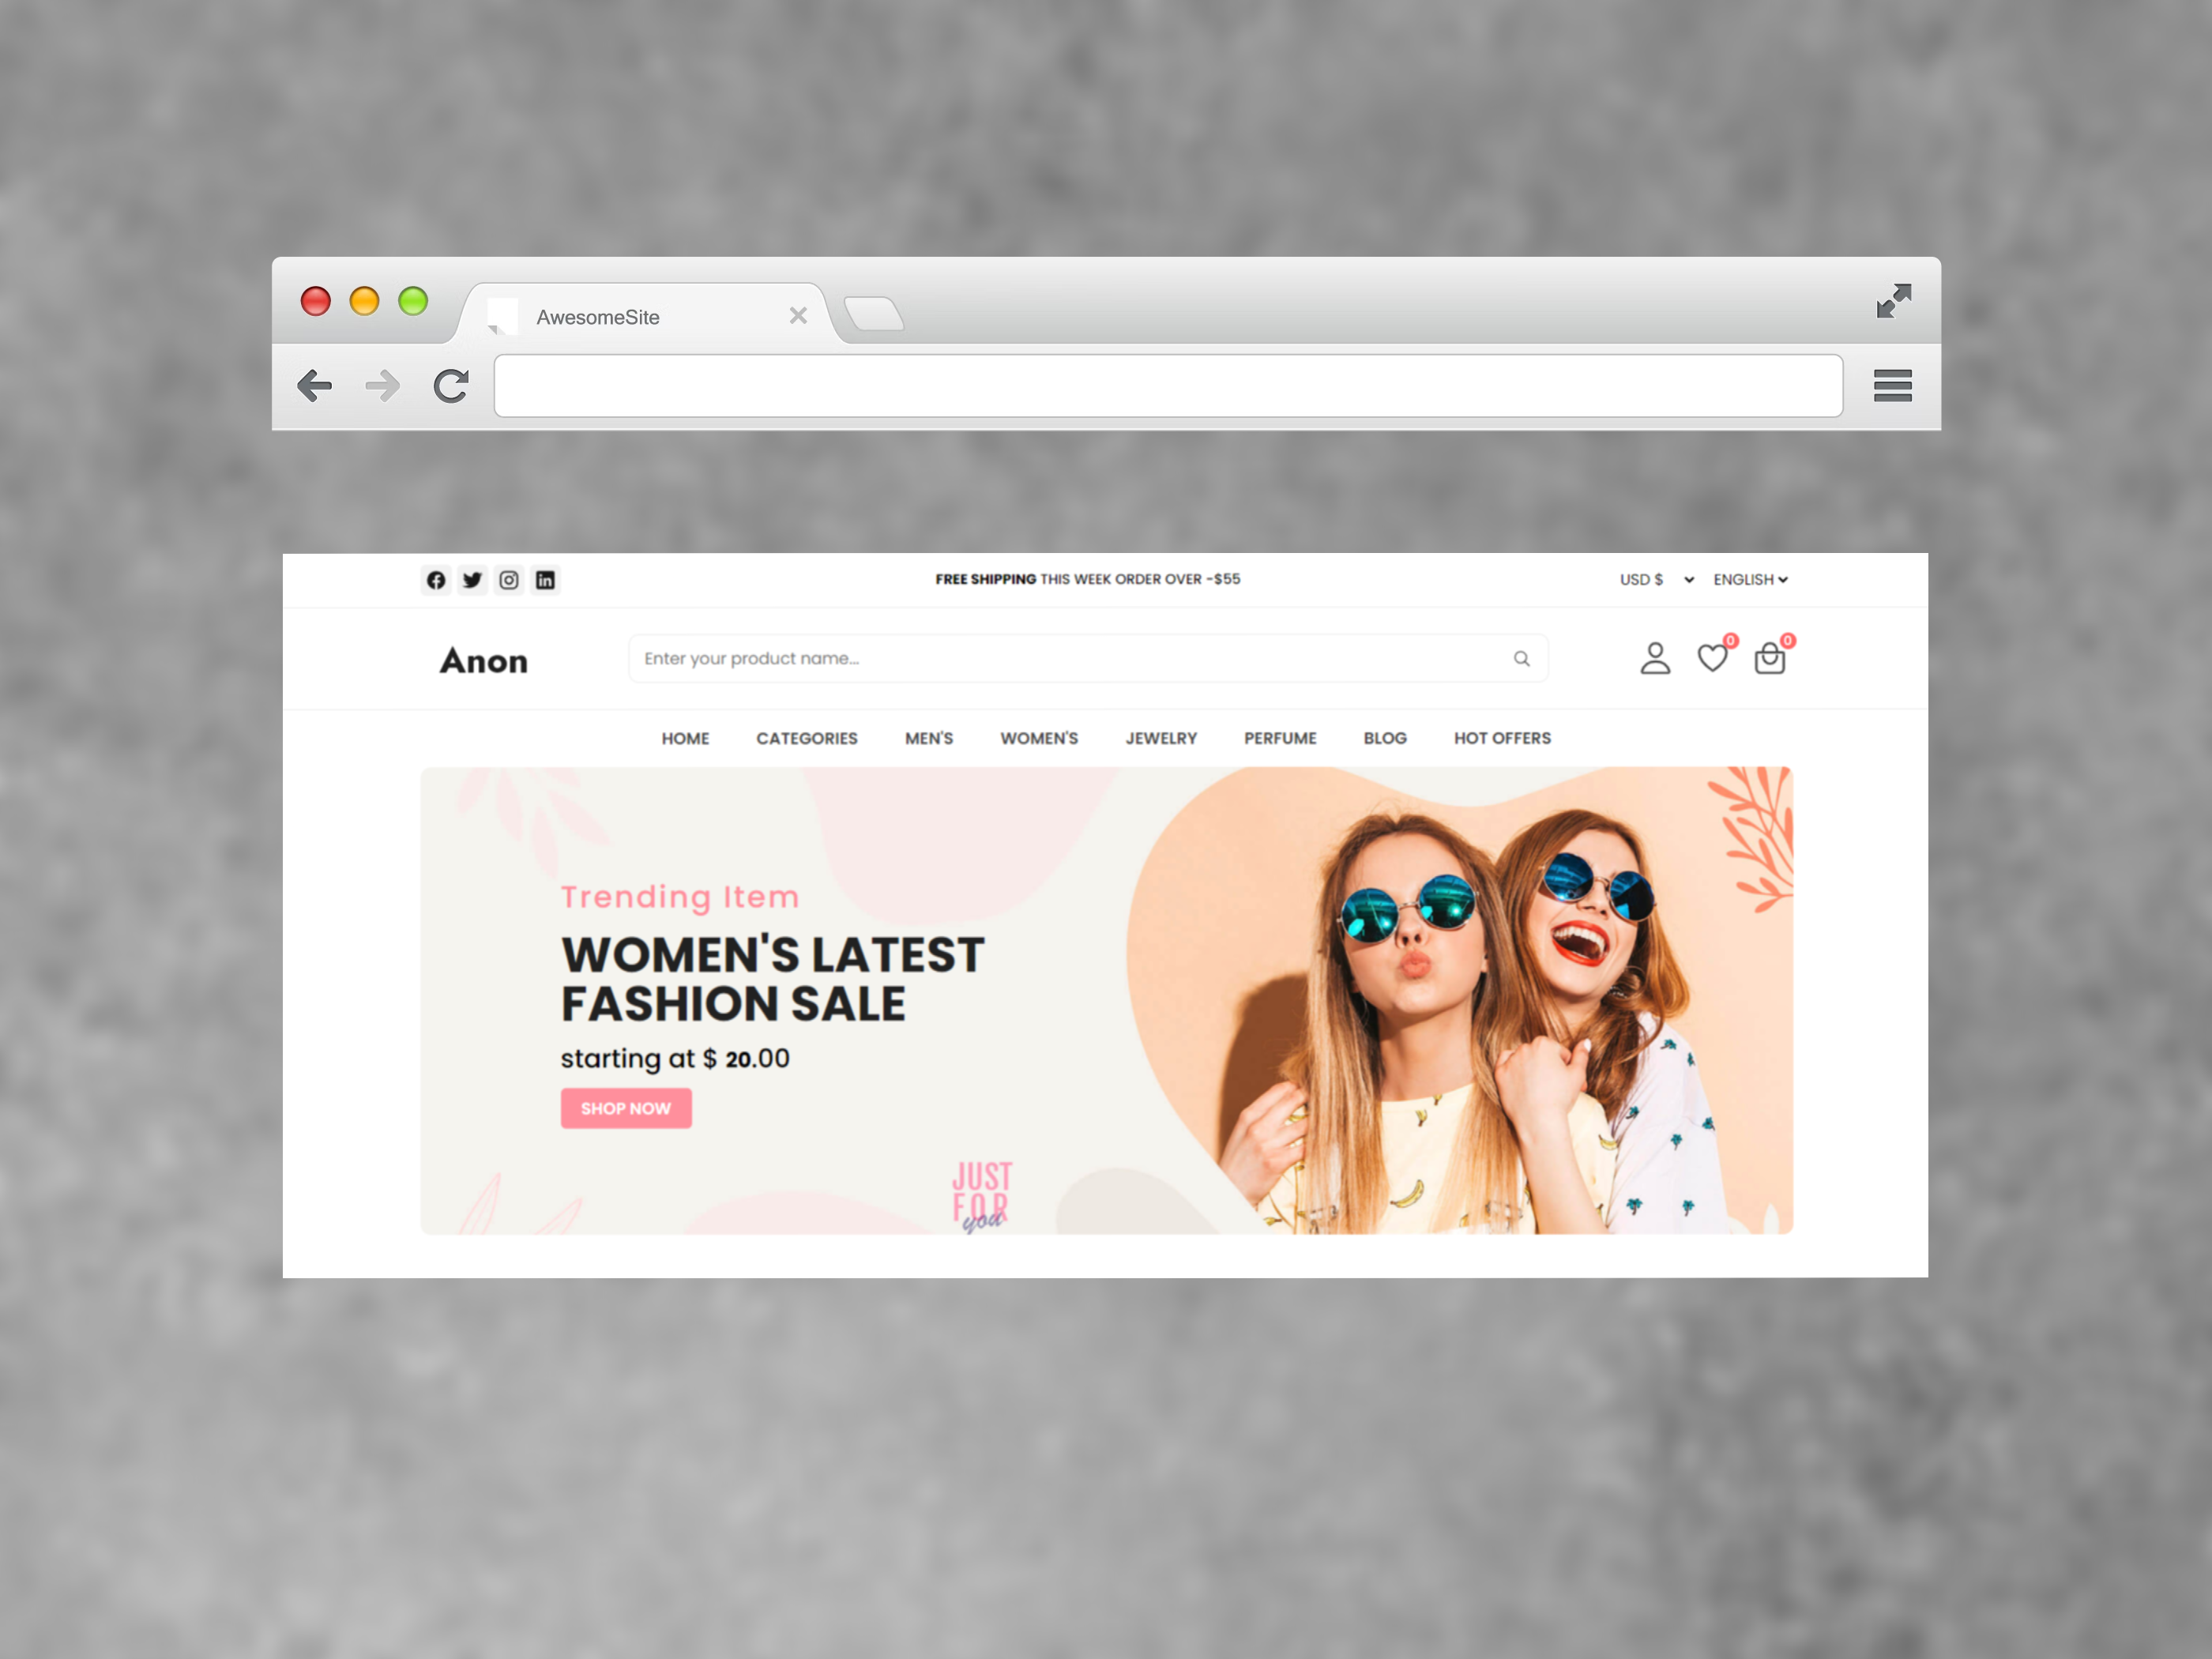 AwesomeSite
FREE SHIPPING THIS WEEK ORDER OVER -$55
USD $
ENGLISH
Anon
Enter your product name...
0
0
HOME
CATEGORIES
MEN'S
WOMEN'S
JEWELRY
PERFUME
BLOG
HOT OFFERS
Trending Item
WOMEN'S LATEST
FASHION SALE
starting at $ 20.00
SHOP NOW
JUST
FOR
you